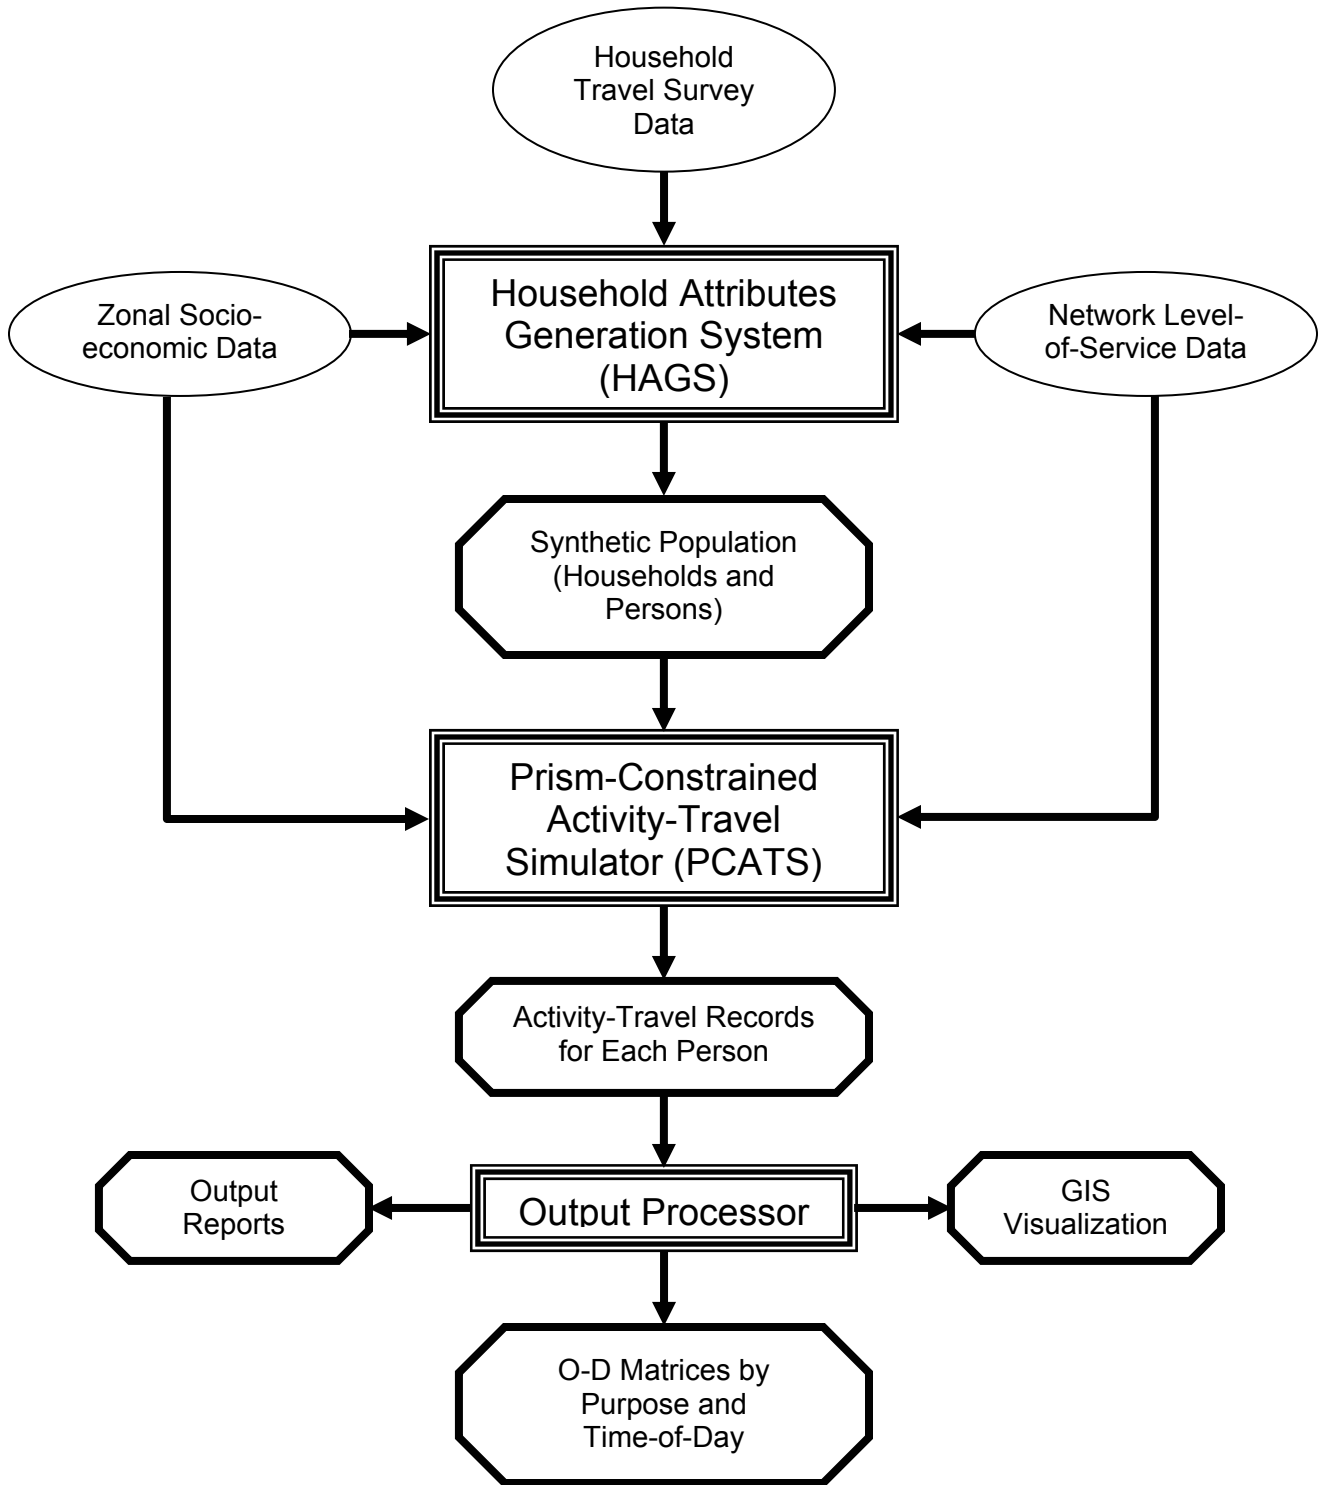 Household
Travel Survey
Data
Zonal Socio-
economic Data
Household Attributes
Generation System
(HAGS)
Network Level-
of-Service Data
Synthetic Population
(Households and
Persons)
Prism-Constrained
Activity-Travel
Simulator (PCATS)
Activity-Travel Records
for Each Person
Output
Reports
Output Processor
GIS
Visualization
O-D Matrices by
Purpose and
Time-of-Day